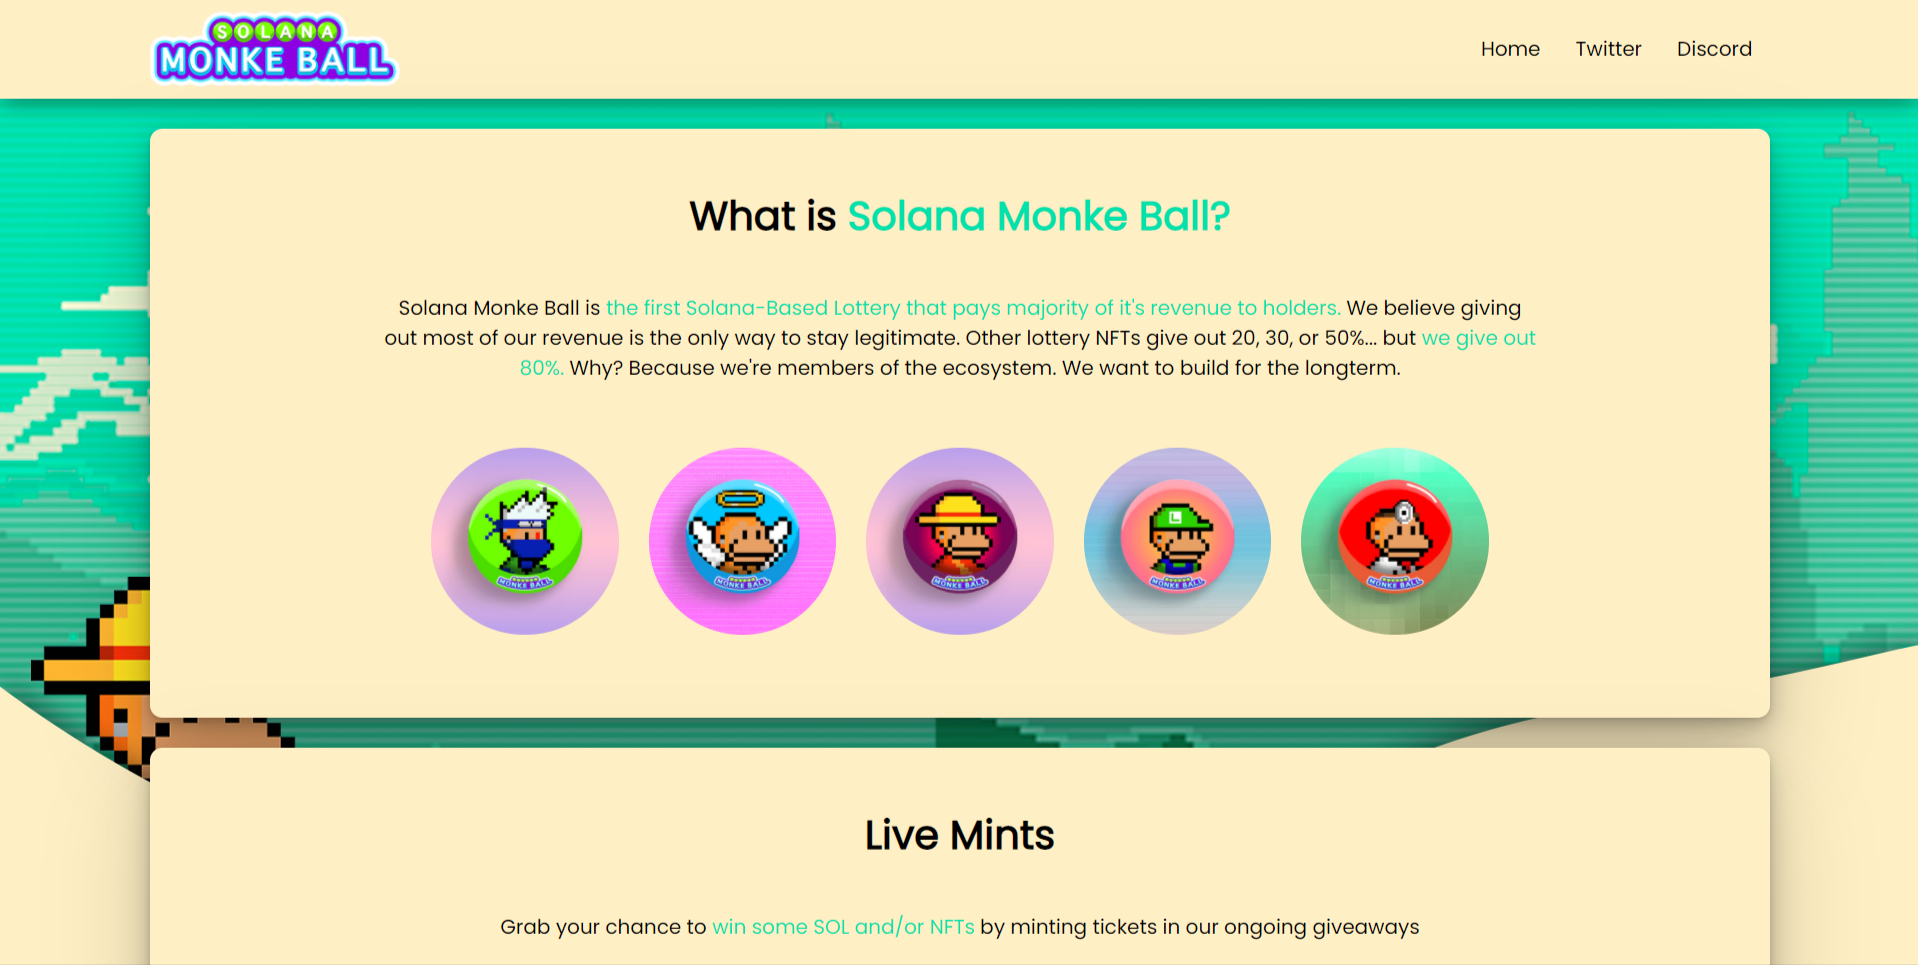 SOLANA
MONKE BALL
Home Twitter Discord
What is Solana Monke Ball?
Solana Monke Ball is the first Solana-Based Lottery that pays majority of it's revenue to holders. We believe giving
out most of our revenue is the only way to stay legitimate. Other lottery NFTs give out 20, 30, or 50%... but we give out
80%. Why? Because we're members of the ecosystem. We want to build for the longterm.
MONKE BALL
MONKE BALL
MONKE BALL
L
MONKE BALL
MONKE BALL
Live Mints
Grab your chance to win some SOL and/or NFTs by minting tickets in our ongoing giveaways